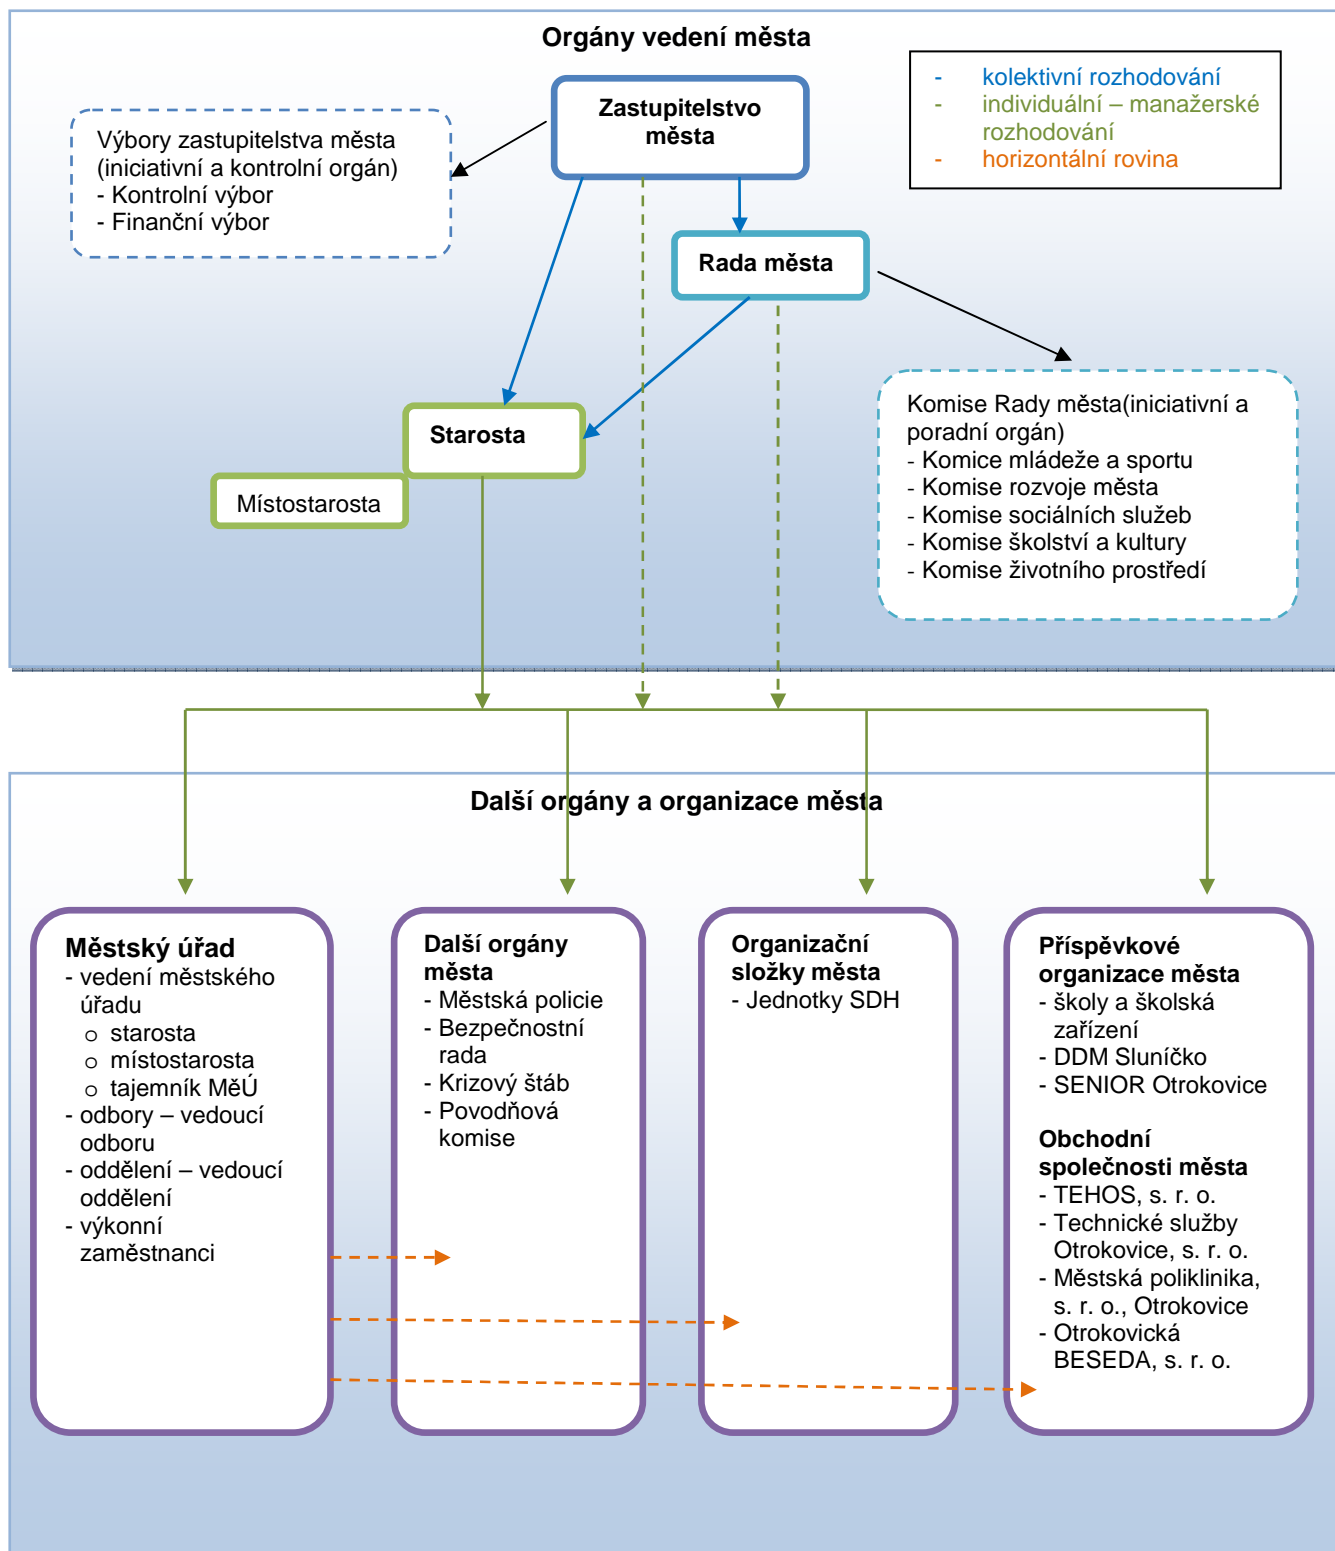 Orgány vedení města
- kolektivní rozhodování
- individuální – manažerské
rozhodování
- horizontální rovina
Zastupitelstvo
města
Výbory zastupitelstva města
(iniciativní a kontrolní orgán)
- Kontrolní výbor
- Finanční výbor
Rada města
Komise Rady města(iniciativní a
poradní orgán)
- Komice mládeže a sportu
- Komise rozvoje města
- Komise sociálních služeb
- Komise školství a kultury
- Komise životního prostředí
Starosta
Místostarosta
Další orgány a organizace města
Městský úřad
- vedení městského
úřadu
o starosta
o místostarosta
o tajemník MěÚ
- odbory – vedoucí
odboru
- oddělení – vedoucí
oddělení
- výkonní
zaměstnanci
Další orgány
města
- Městská policie
- Bezpečnostní
rada
- Krizový štáb
- Povodňová
komise
Organizační
složky města
- Jednotky SDH
Příspěvkové
organizace města
- školy a školská
zařízení
- DDM Sluníčko
- SENIOR Otrokovice
Obchodní
společnosti města
- TEHOS, s. r. o.
- Technické služby
Otrokovice, s. r. o.
- Městská poliklinika,
s. r. o., Otrokovice
- Otrokovická
BESEDA, s. r. o.